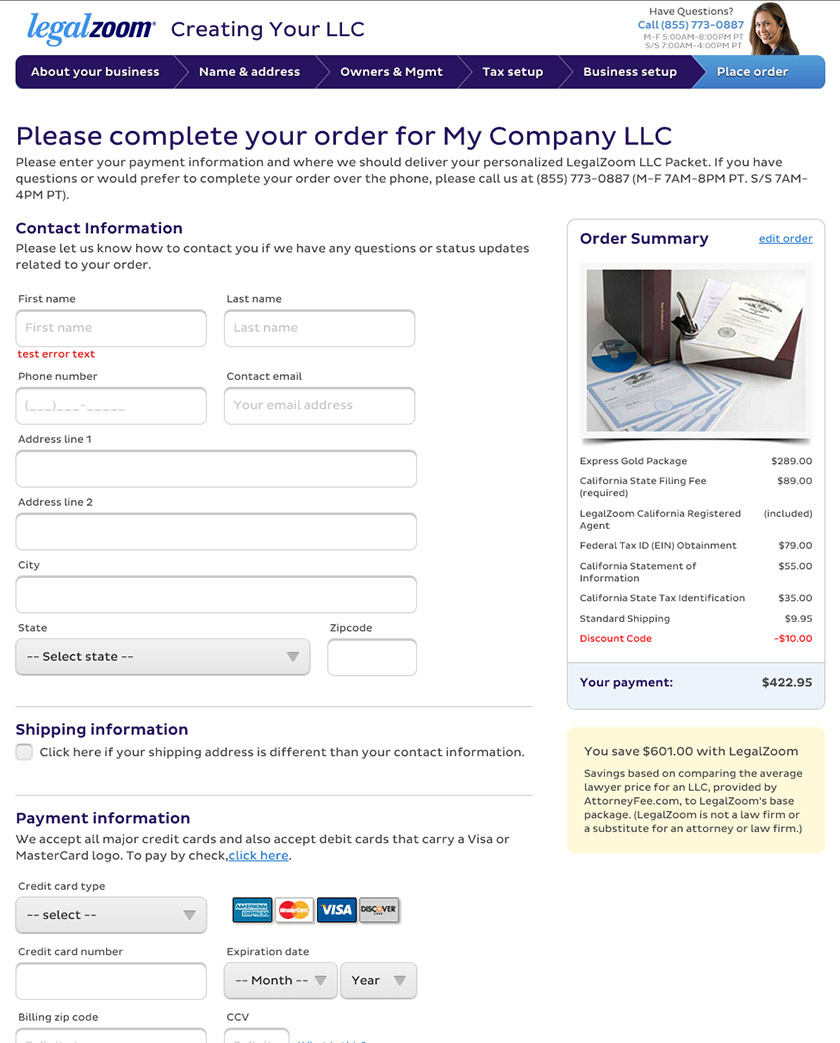 legalzoom Creating Your LLC
Have Questions?
Call (855) 773-0887
M-F 5:00AM-8:00PM PT
S/S 7:00AM-4:00PM PT
About your business Name & address Owners & Mgmt Tax setup Business setup Place order
Please complete your order for My Company LLC
Please enter your payment information and where we should deliver your personalized LegalZoom LLC Packet. If you have
questions or would prefer to complete your order over the phone, please call us at (855) 773-0887 (M-F 7AM-8PM PT. S/S 7AM-
4PM PT).
Contact Information
Please let us know how to contact you if we have any questions or status updates
related to your order.
First name Last name
First name Last name
test error text
Phone number Contact email
(___)___-_____ Your email address
Address line 1
Address line 2
City
State Zipcode
-- Select state --
Shipping information
Click here if your shipping address is different than your contact information.
Payment information
We accept all major credit cards and also accept debit cards that carry a Visa or
MasterCard logo. To pay by check,click here.
Credit card type
-- select -- AMERICAN EXPRESS MasterCard VISA DISCOVER
Credit card number Expiration date
-- Month -- Year
Billing zip code CCV
Order Summary edit order
Express Gold Package $289.00
California State Filing Fee $89.00
(required)
LegalZoom California Registered (included)
Agent
Federal Tax ID (EIN) Obtainment $79.00
California Statement of $55.00
Information
California State Tax Identification $35.00
Standard Shipping $9.95
Discount Code -$10.00
Your payment: $422.95
You save $601.00 with LegalZoom
Savings based on comparing the average
lawyer price for an LLC, provided by
AttorneyFee.com, to LegalZoom's base
package. (LegalZoom is not a law firm or
a substitute for an attorney or law firm.)